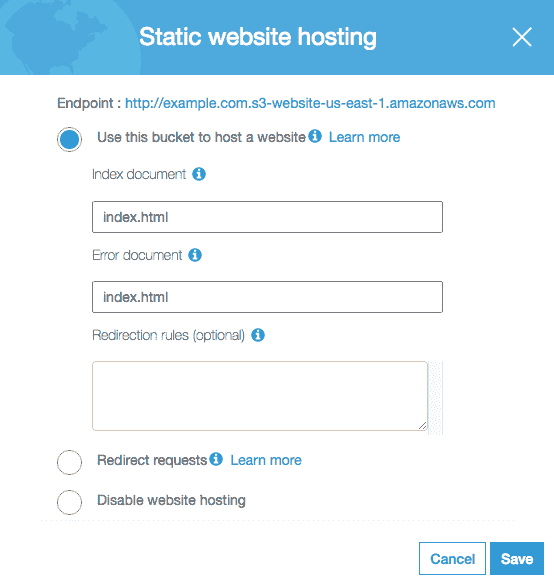 Static website hosting
Endpoint : http://example.com.s3-website-us-east-1.amazonaws.com
Use this bucket to host a website Learn more
Index document
index.html
Error document
index.html
Redirection rules (optional)
Redirect requests Learn more
Disable website hosting
Cancel Save